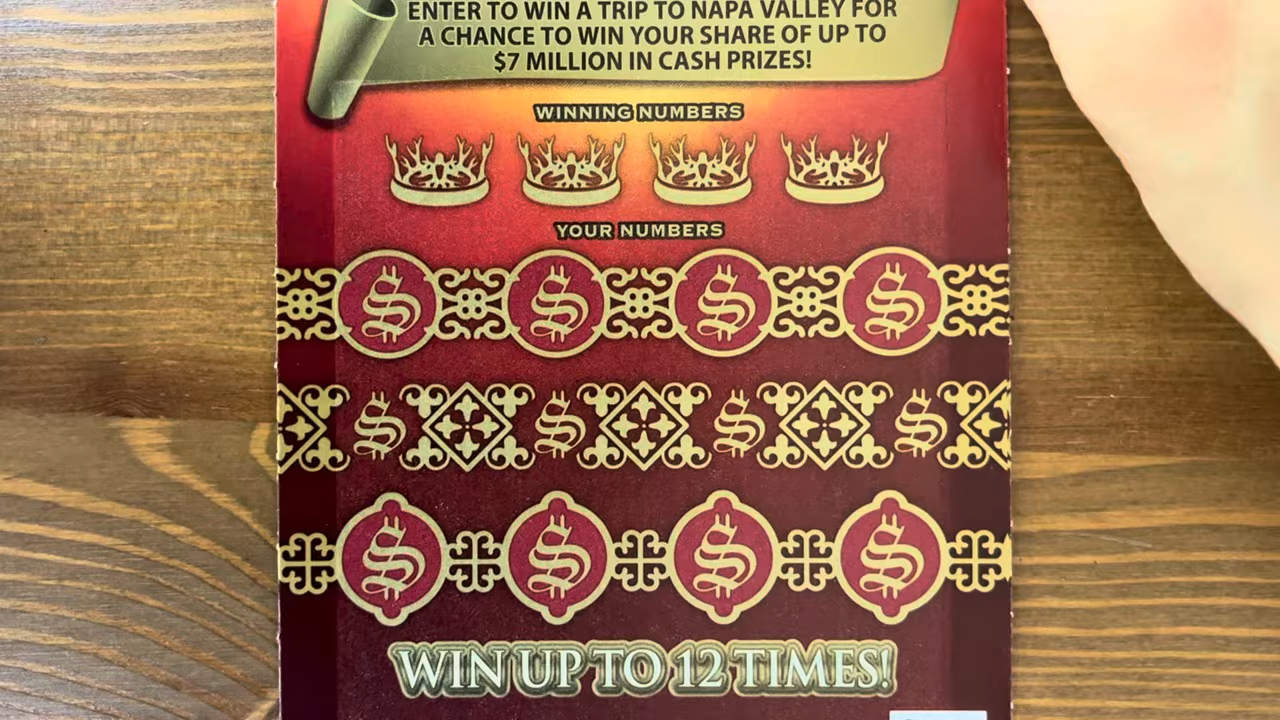 ENTER TO WIN A TRIP TO NAPA VALLEY FOR
A CHANCE TO WIN YOUR SHARE OF UP TO
$7 MILLION IN CASH PRIZES!
WINNING NUMBERS
YOUR NUMBERS
$ $ $ $
$ $ $ $
$ $ $ $
WIN UP TO 12 TIMES!